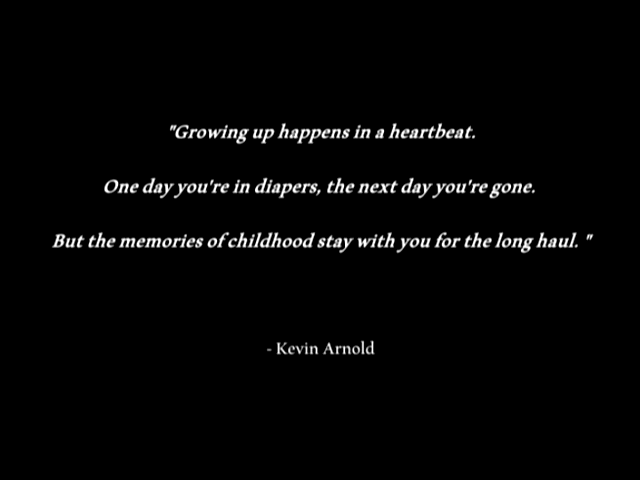 "Growing up happens in a heartbeat.
One day you're in diapers, the next day you're gone.
But the memories of childhood stay with you for the long haul. "
- Kevin Arnold